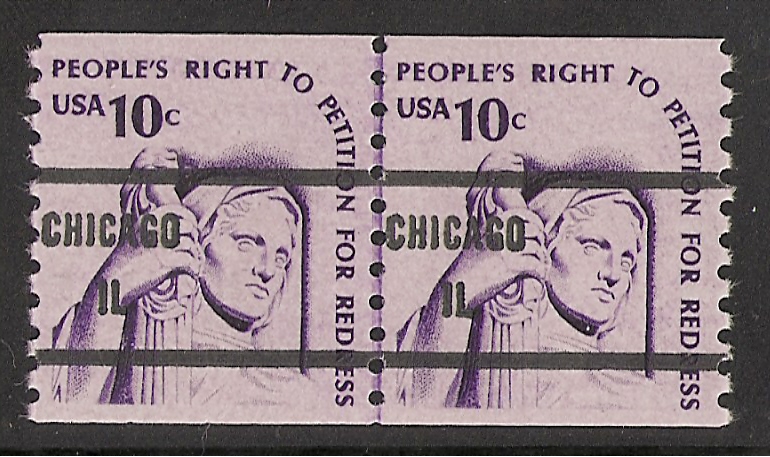 PEOPLE'S RIGHT TO PETITION FOR REDRESS
USA 10c
CHICAGO
IL
PEOPLE'S RIGHT TO PETITION FOR REDRESS
USA 10c
CHICAGO
IL